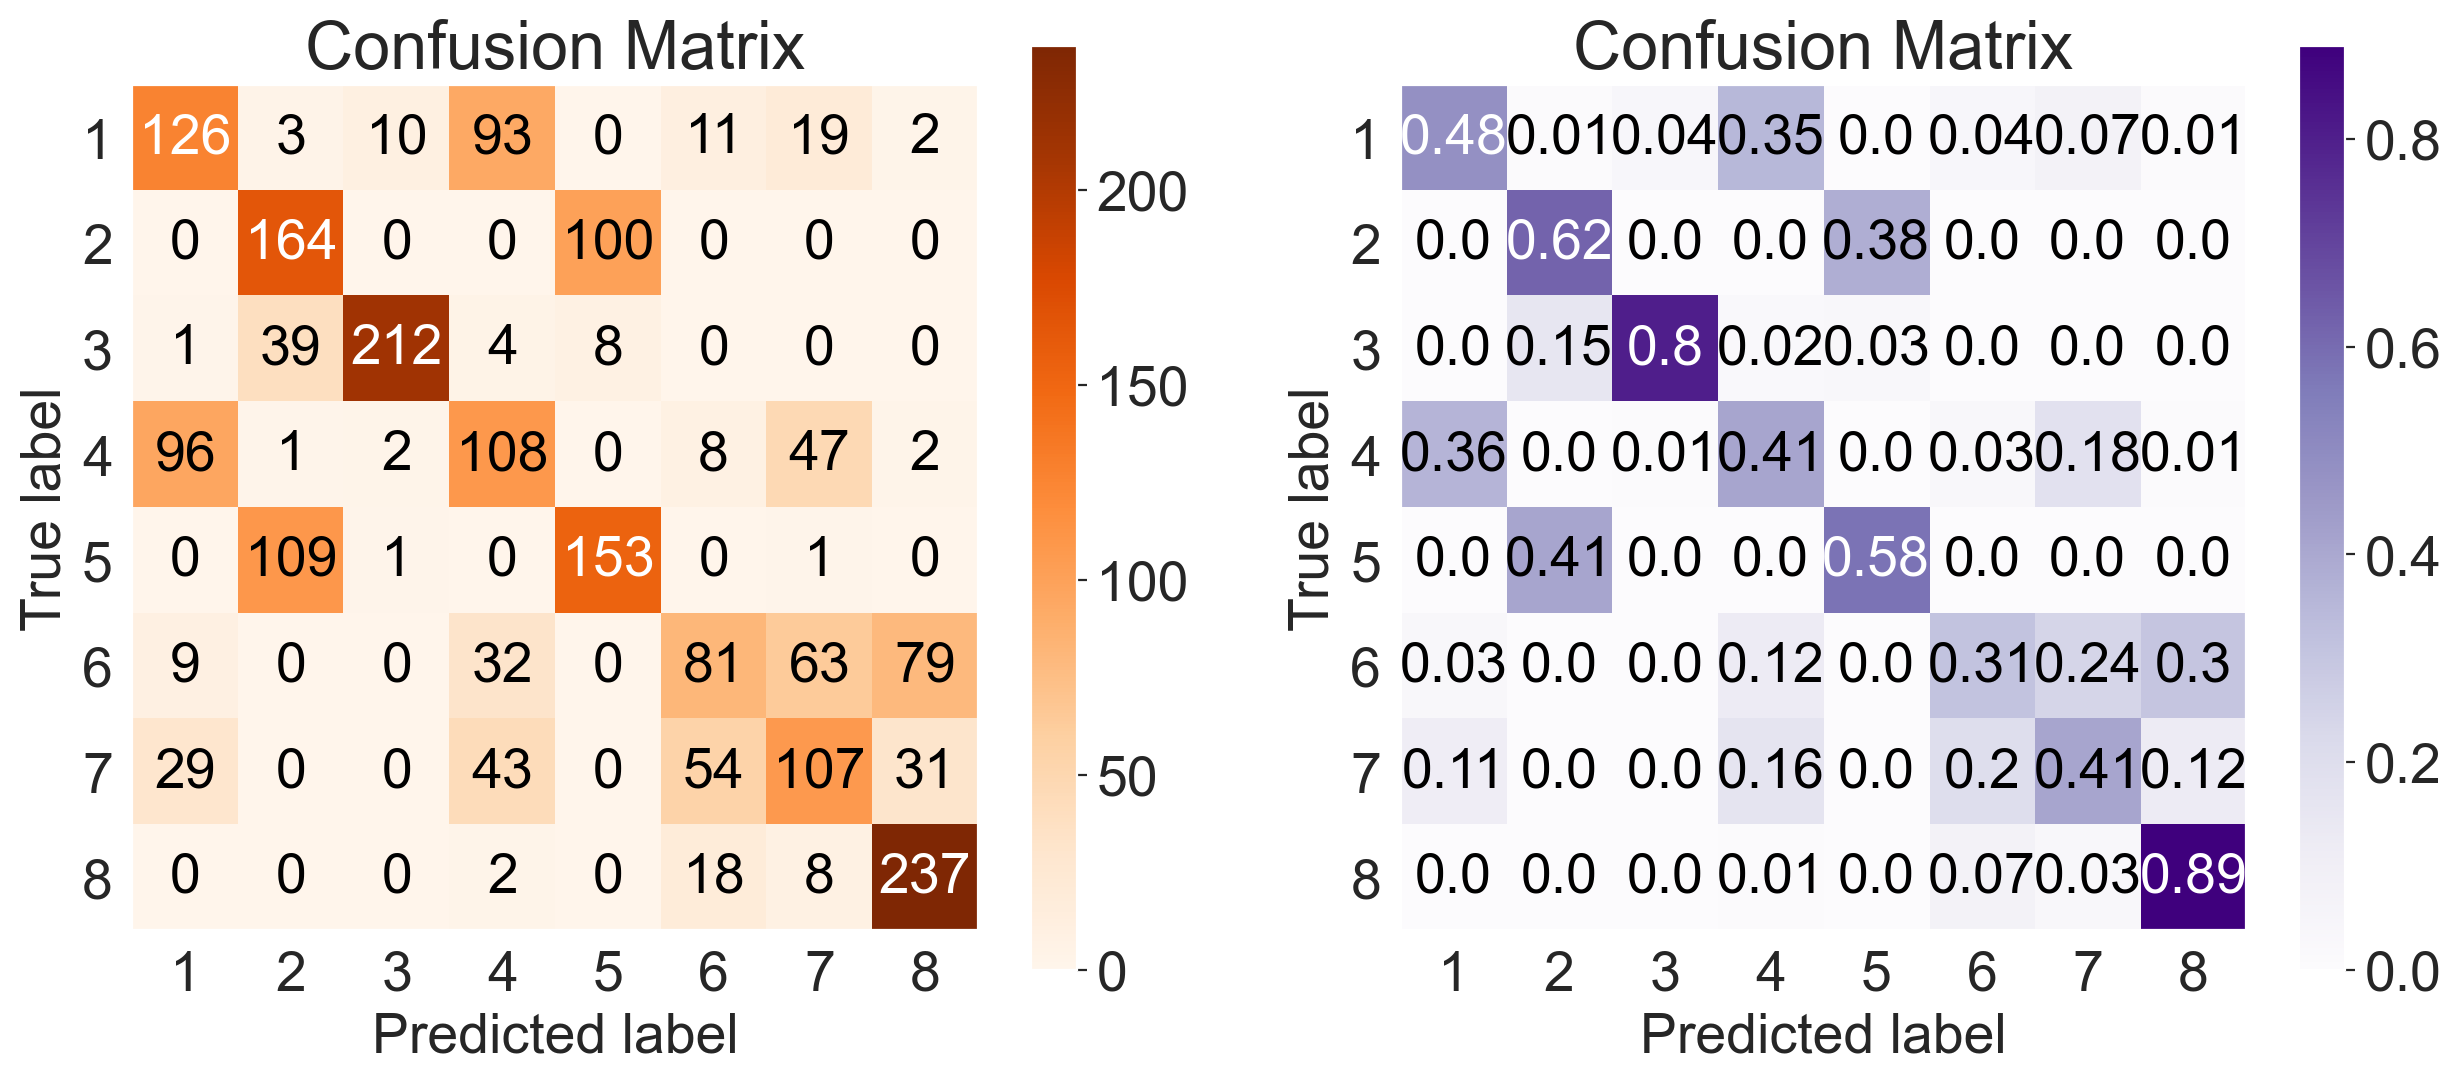 Confusion Matrix
1 126 3 10 93 0 11 19 2
2 0 164 0 0 100 0 0 0
3 1 39 212 4 8 0 0 0
4 96 1 2 108 0 8 47 2
5 0 109 1 0 153 0 1 0
6 9 0 0 32 0 81 63 79
7 29 0 0 43 0 54 107 31
8 0 0 0 2 0 18 8 237
1 2 3 4 5 6 7 8
Predicted label
True label
200
150
100
50
0
Confusion Matrix
1 0.48 0.01 0.04 0.35 0.0 0.04 0.07 0.01
2 0.0 0.62 0.0 0.0 0.38 0.0 0.0 0.0
3 0.0 0.15 0.8 0.02 0.03 0.0 0.0 0.0
4 0.36 0.0 0.01 0.41 0.0 0.03 0.18 0.01
5 0.0 0.41 0.0 0.0 0.58 0.0 0.0 0.0
6 0.03 0.0 0.0 0.12 0.0 0.31 0.24 0.3
7 0.11 0.0 0.0 0.16 0.0 0.2 0.41 0.12
8 0.0 0.0 0.0 0.01 0.0 0.07 0.03 0.89
1 2 3 4 5 6 7 8
Predicted label
True label
0.8
0.6
0.4
0.2
0.0